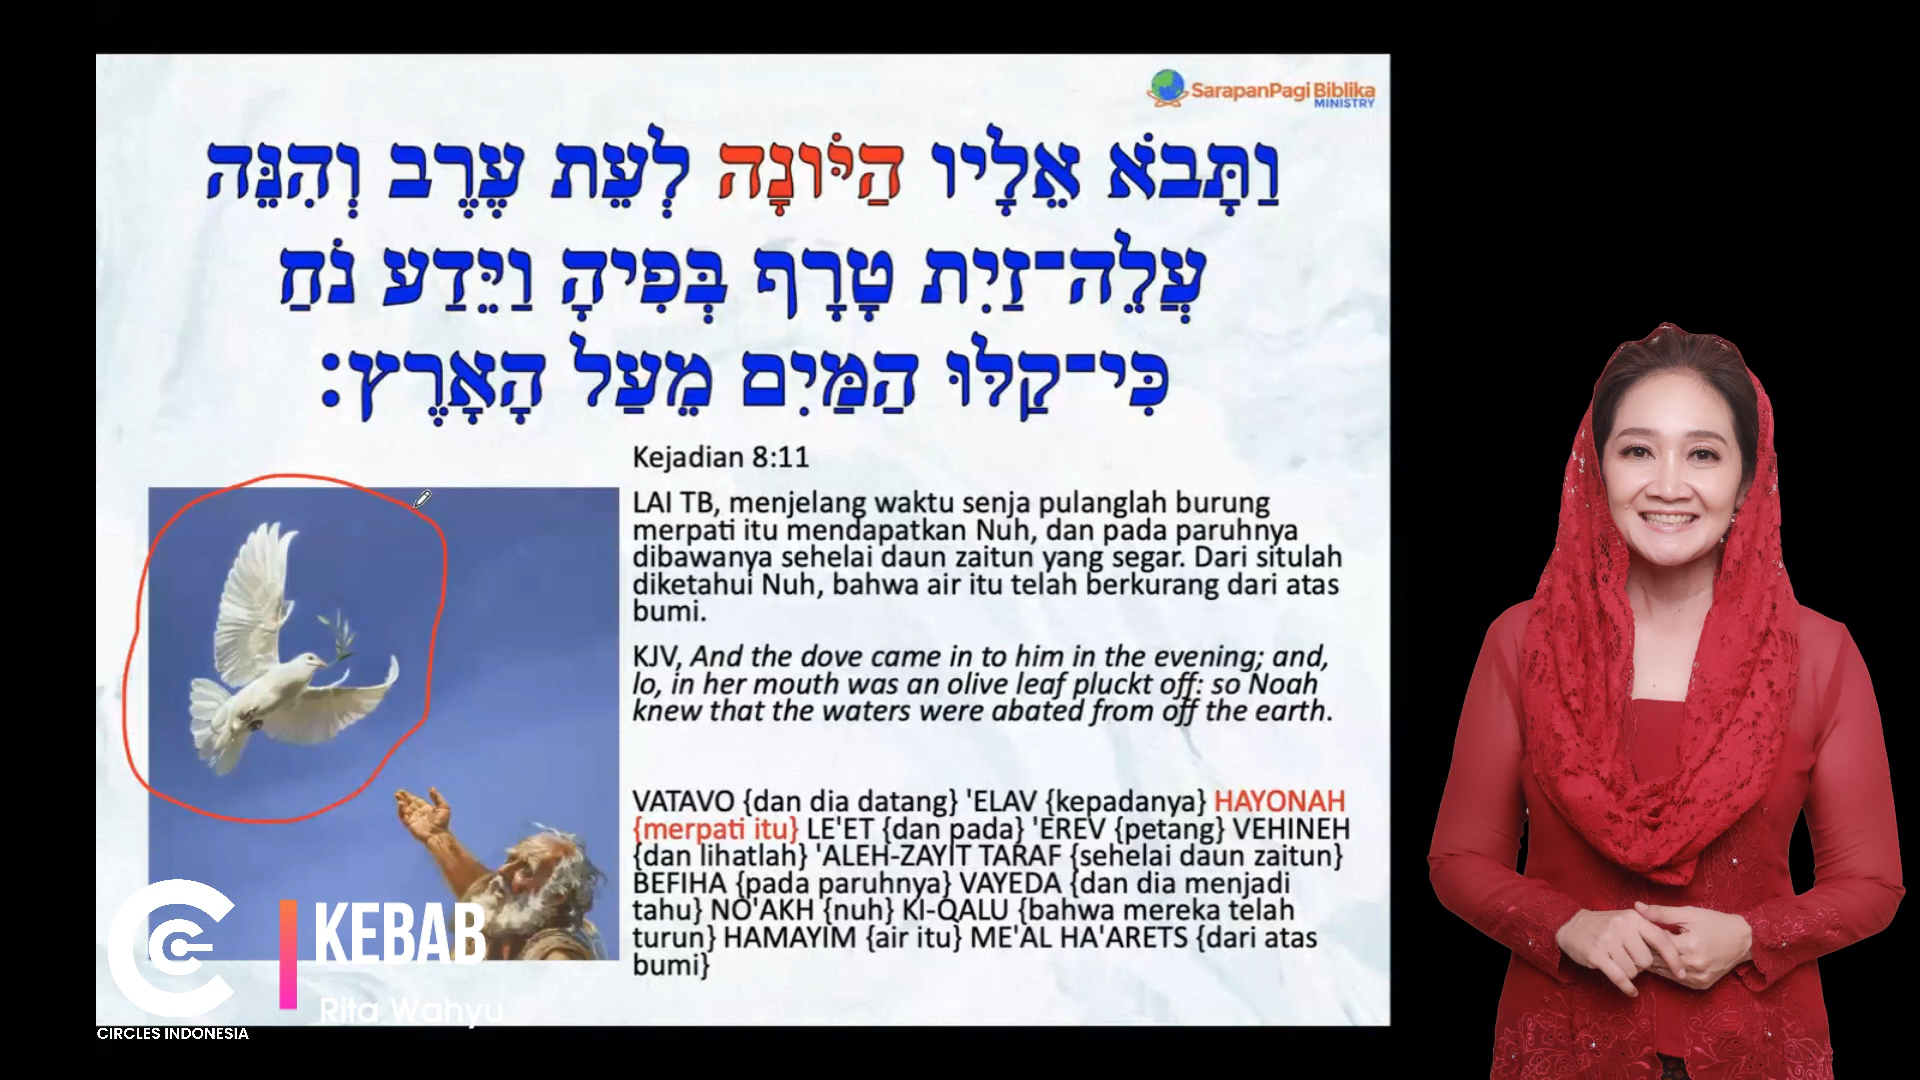 SarapanPagi Biblika
MINISTRY
וַתָּבֹא אֵלָיו הַיּוֹנָה לְעֵת עֶרֶב וְהִנֵּה
עֲלֵה־זַיִת טָרָף בְּפִיהָ וַיֵּדַע נֹחַ
כִּי־קַלּוּ הַמַּיִם מֵעַל הָאָרֶץ׃
Kejadian 8:11
LAI TB, menjelang waktu senja pulanglah burung
merpati itu mendapatkan Nuh, dan pada paruhnya
dibawanya sehelai daun zaitun yang segar. Dari situlah
diketahui Nuh, bahwa air itu telah berkurang dari atas
bumi.
KJV, And the dove came in to him in the evening; and,
lo, in her mouth was an olive leaf pluckt off: so Noah
knew that the waters were abated from off the earth.
VATAVO {dan dia datang} 'ELAV {kepadanya} HAYONAH
{merpati itu} LE'ET {dan pada} 'EREV {petang} VEHINEH
{dan lihatlah} 'ALEH-ZAYIT TARAF {sehelai daun zaitun}
BEFIHA {pada paruhnya} VAYEDA {dan dia menjadi
tahu} NO'AKH {nuh} KI-QALU {bahwa mereka telah
turun} HAMAYIM {air itu} ME'AL HA'ARETS {dari atas
bumi}
KEBAB
Rita Wahyu
CIRCLES INDONESIA